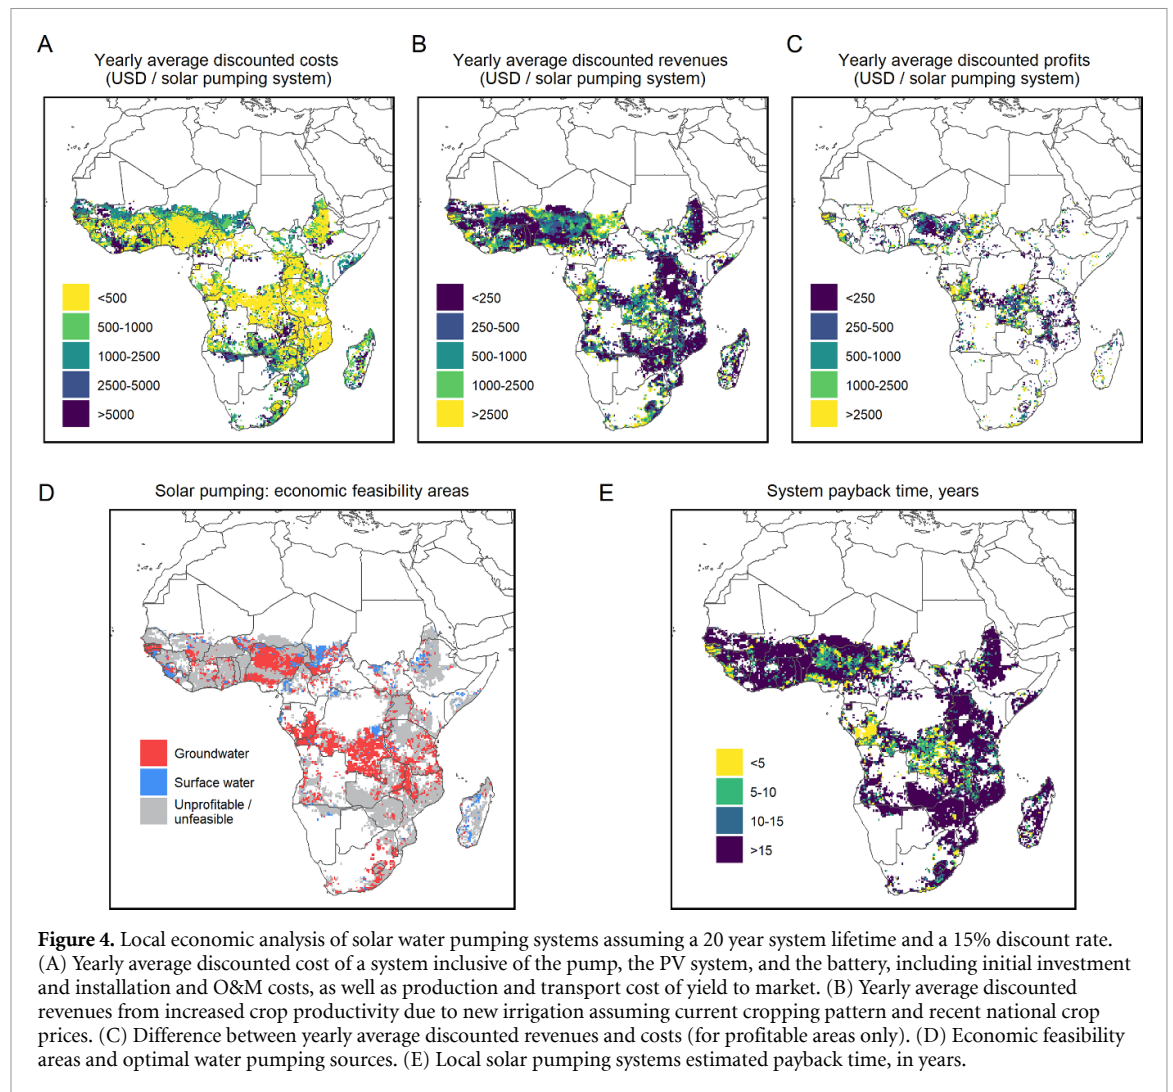 A
Yearly average discounted costs
(USD / solar pumping system)
<500
500-1000
1000-2500
2500-5000
>5000
B
Yearly average discounted revenues
(USD / solar pumping system)
<250
250-500
500-1000
1000-2500
>2500
C
Yearly average discounted profits
(USD / solar pumping system)
<250
250-500
500-1000
1000-2500
>2500
D
Solar pumping: economic feasibility areas
Groundwater
Surface water
Unprofitable /
unfeasible
E
System payback time, years
<5
5-10
10-15
>15
Figure 4. Local economic analysis of solar water pumping systems assuming a 20 year system lifetime and a 15% discount rate.
(A) Yearly average discounted cost of a system inclusive of the pump, the PV system, and the battery, including initial investment
and installation and O&M costs, as well as production and transport cost of yield to market. (B) Yearly average discounted
revenues from increased crop productivity due to new irrigation assuming current cropping pattern and recent national crop
prices. (C) Difference between yearly average discounted revenues and costs (for profitable areas only). (D) Economic feasibility
areas and optimal water pumping sources. (E) Local solar pumping systems estimated payback time, in years.